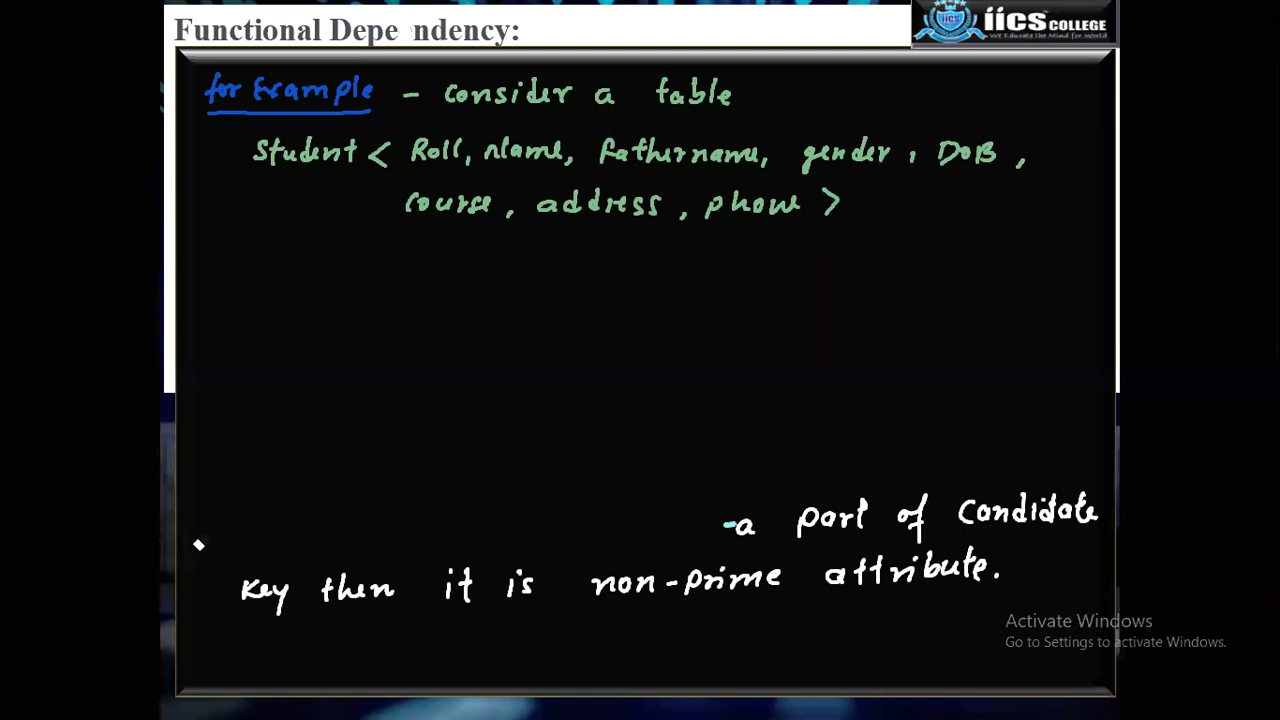 Functional Depe ndency:
iics COLLEGE
We Educate the Mind for World
for Example - consider a table
Student < Roll, Name, Fathername, gender, DOB,
course, address, phone >
-a part of candidate
key then it is non-prime attribute.
Activate Windows
Go to Settings to activate Windows.